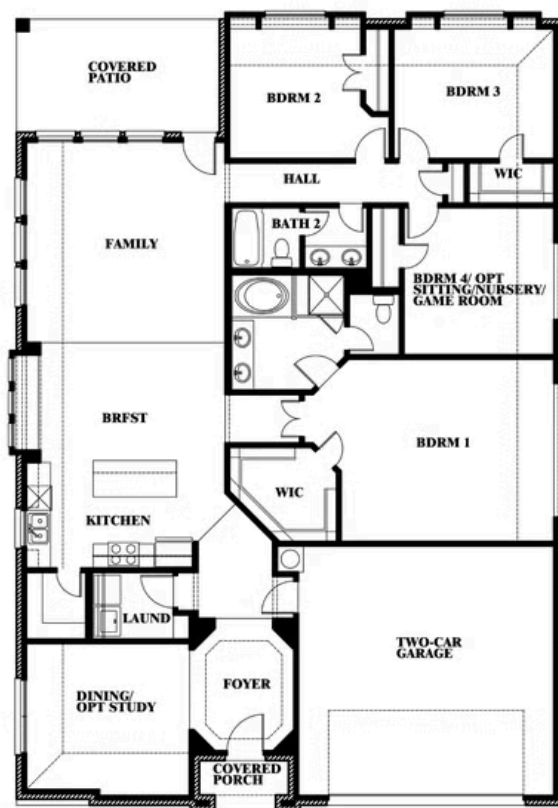 COVERED
PATIO
BDRM 2
BDRM 3
HALL
WIC
FAMILY
BATH 2
BDRM 4/ OPT
SITTING/NURSERY/
GAME ROOM
BRFST
BDRM 1
WIC
KITCHEN
LAUND
TWO-CAR
GARAGE
DINING/
OPT STUDY
FOYER
COVERED
PORCH